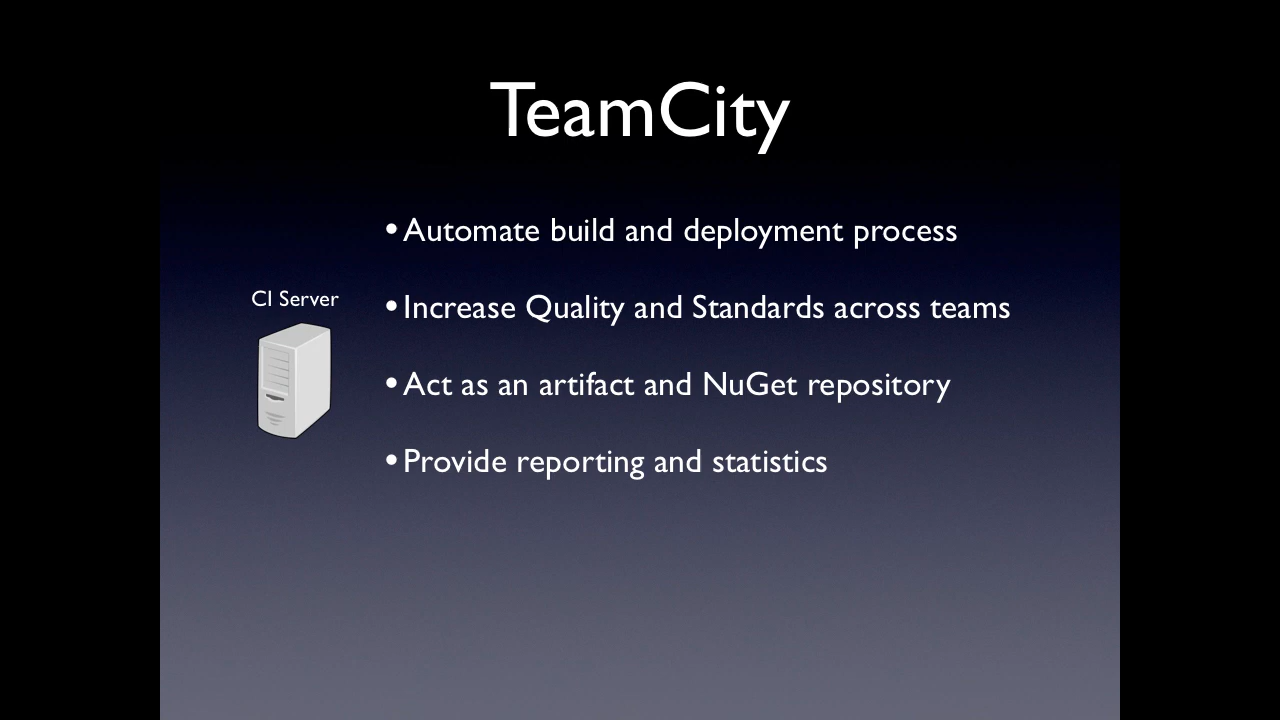 TeamCity
•Automate build and deployment process
CI Server
•Increase Quality and Standards across teams
•Act as an artifact and NuGet repository
•Provide reporting and statistics